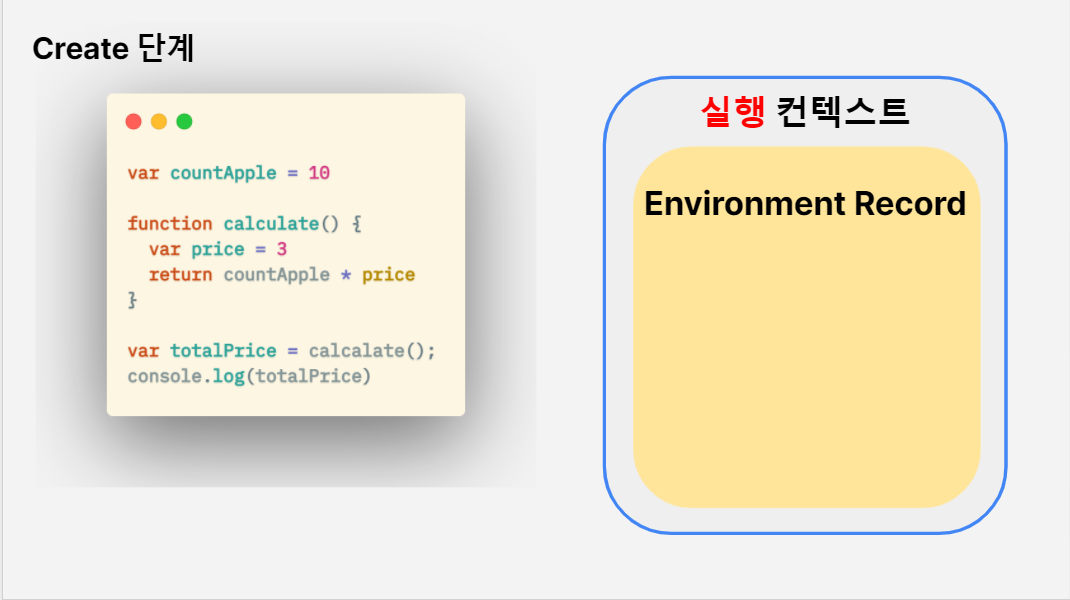 Create 단계
var countApple = 10
function calculate() {
var price = 3
return countApple * price
}
var totalPrice = calcalate();
console.log(totalPrice)
실행 컨텍스트
Environment Record